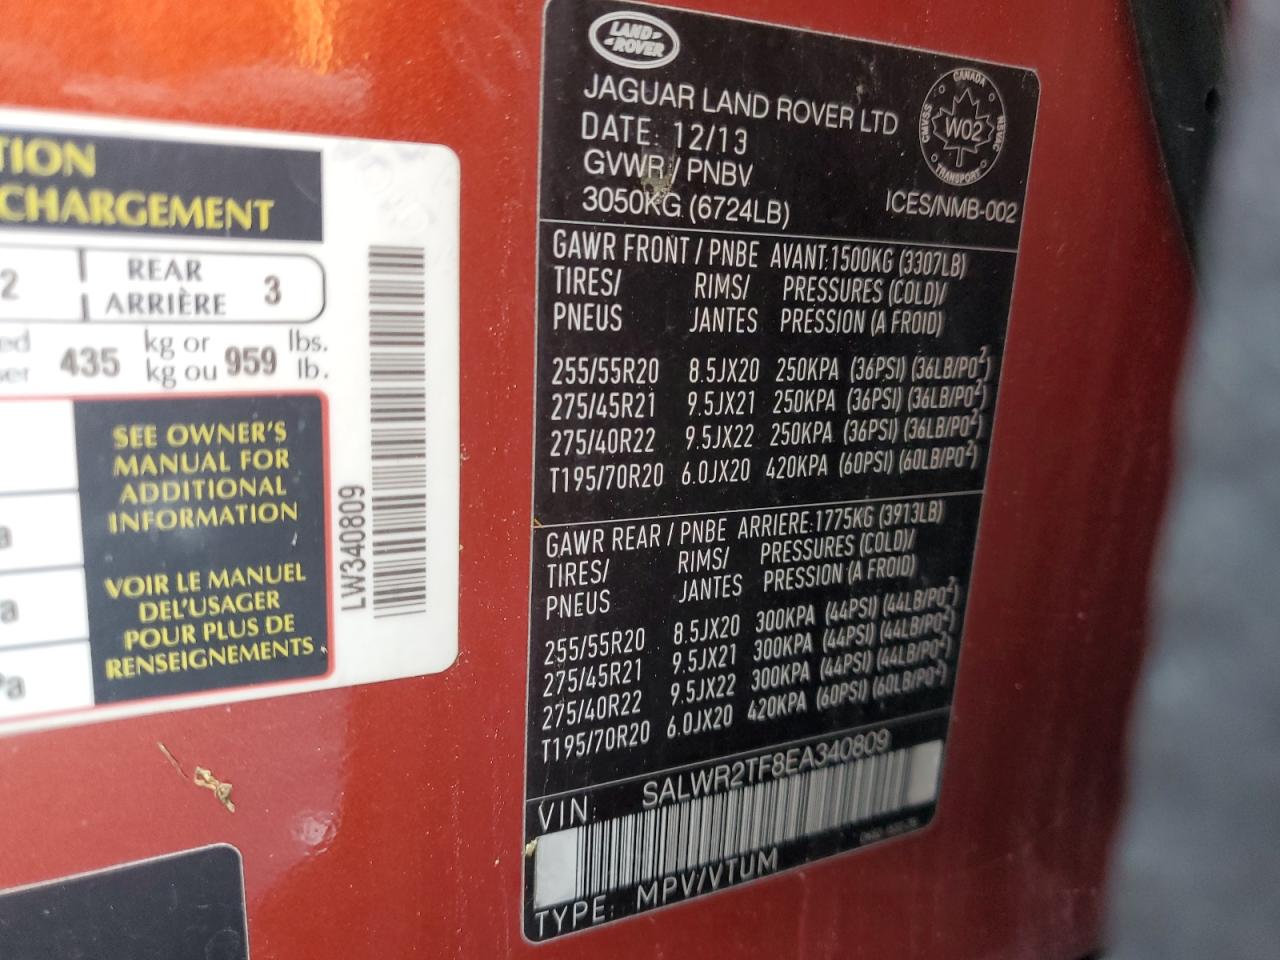 TION
CHARGEMENT
2 REAR ARRIÈRE 3
435 kg or kg ou 959 lbs. lb.
SEE OWNER'S
MANUAL FOR
ADDITIONAL
INFORMATION
VOIR LE MANUEL
DEL'USAGER
POUR PLUS DE
RENSEIGNEMENTS
LW340809
LAND
ROVER
JAGUAR LAND ROVER LTD
DATE: 12/13
GVWR / PNBV
3050KG (6724LB)
CANADA
CMVSS W02 NSVAC
TRANSPORT
ICES/NMB-002
GAWR FRONT / PNBE AVANT:1500KG (3307LB)
TIRES/ RIMS/ PRESSURES (COLD)/
PNEUS JANTES PRESSION (A FROID)
255/55R20 8.5JX20 250KPA (36PSI) (36LB/PO²)
275/45R21 9.5JX21 250KPA (36PSI) (36LB/PO²)
275/40R22 9.5JX22 250KPA (36PSI) (36LB/PO²)
T195/70R20 6.0JX20 420KPA (60PSI) (60LB/PO²)
GAWR REAR / PNBE ARRIERE:1775KG (3913LB)
TIRES/ RIMS/ PRESSURES (COLD)/
PNEUS JANTES PRESSION (A FROID)
255/55R20 8.5JX20 300KPA (44PSI) (44LB/PO²)
275/45R21 9.5JX21 300KPA (44PSI) (44LB/PO²)
275/40R22 9.5JX22 300KPA (44PSI) (44LB/PO²)
T195/70R20 6.0JX20 420KPA (60PSI) (60LB/PO²)
VIN: SALWR2TF8EA340809
TYPE: MPV/VTUM